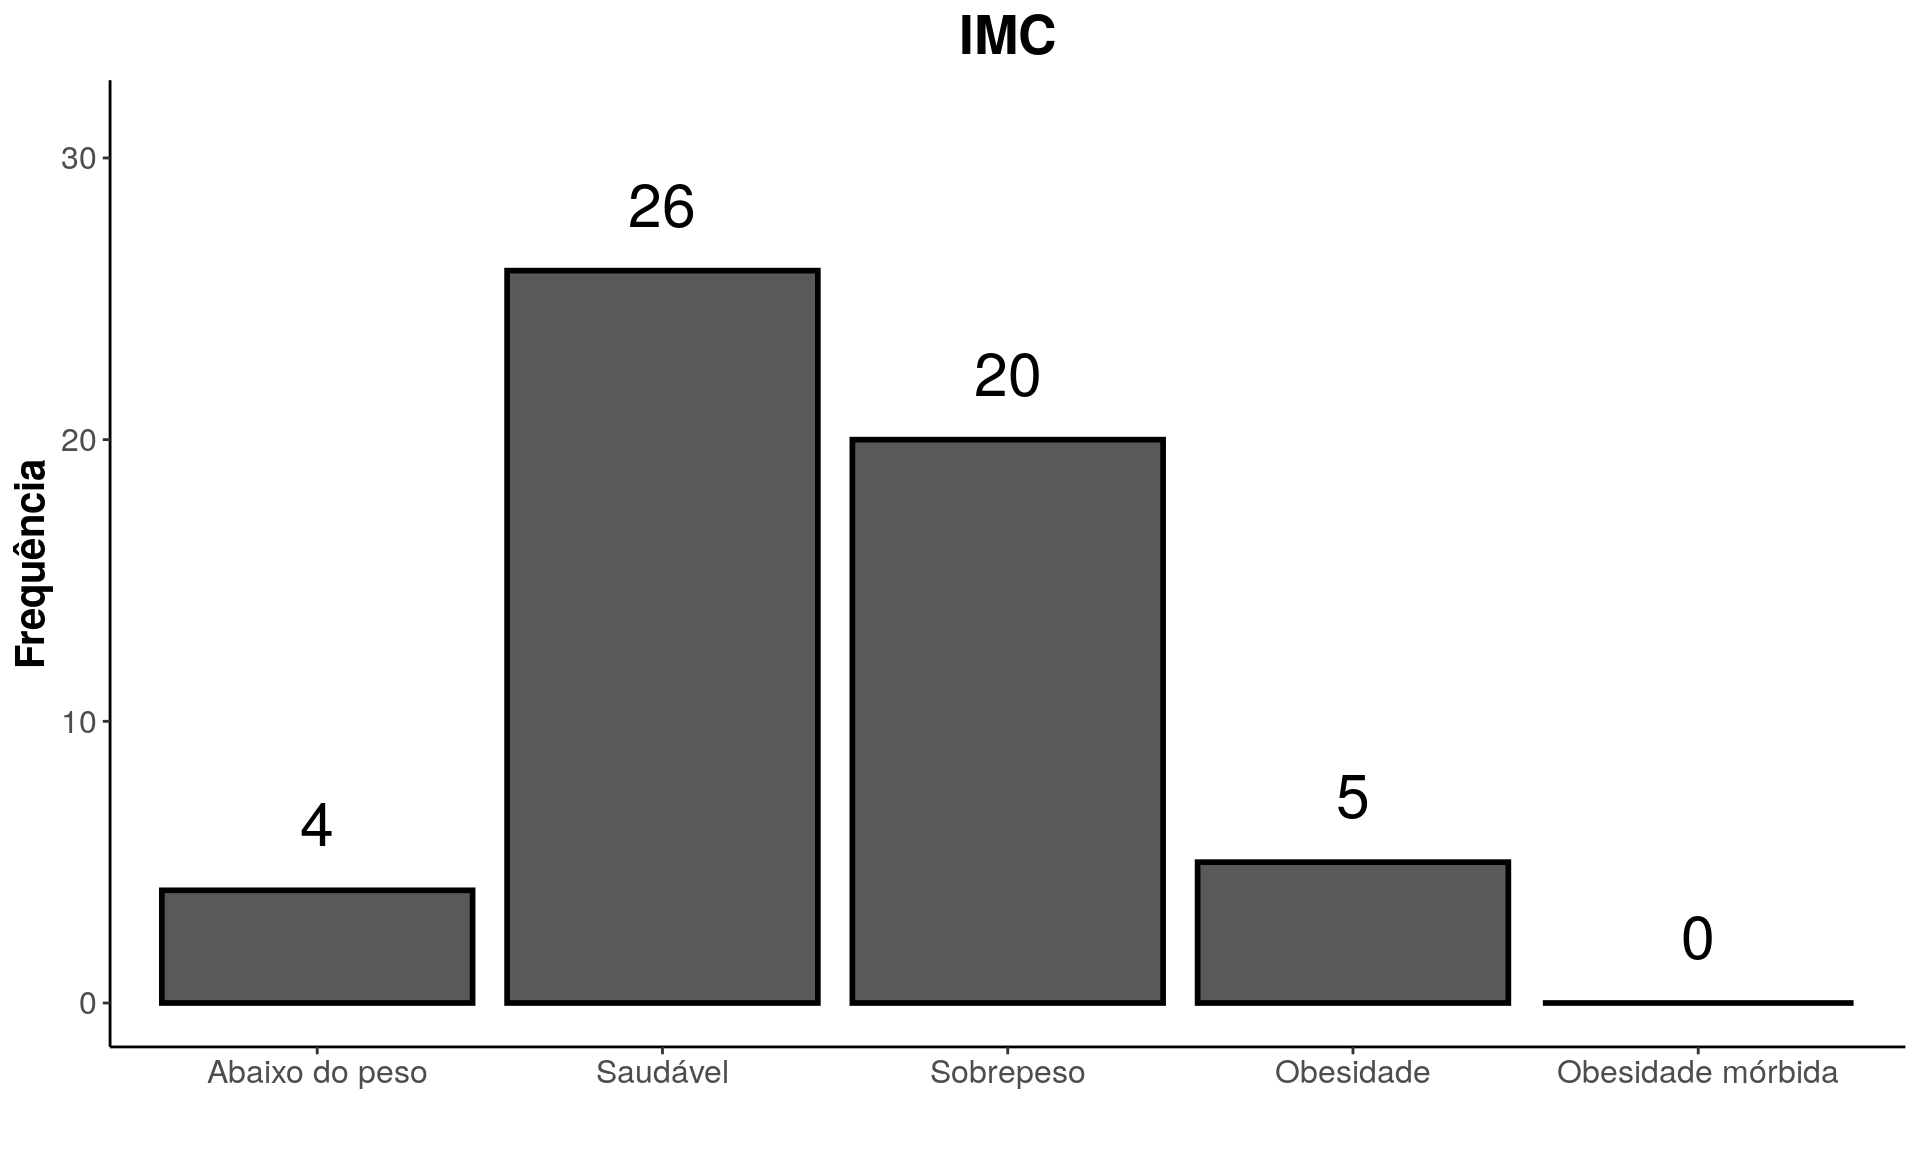 IMC
Frequência
30
20
10
0
26
20
4
5
0
Abaixo do peso
Saudável
Sobrepeso
Obesidade
Obesidade mórbida